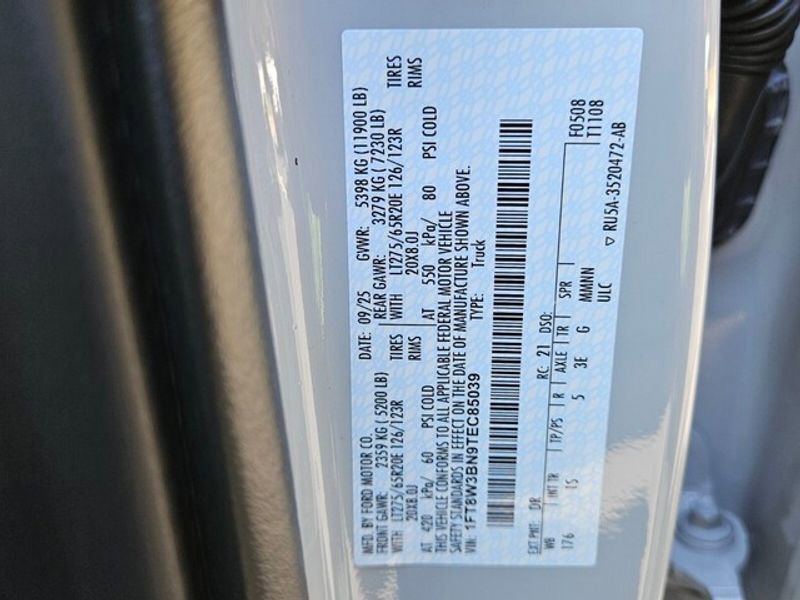 MFD. BY FORD MOTOR CO.
DATE: 09/25 GVWR: 5398 KG (11900 LB)
FRONT GAWR: 2359 KG (5200 LB) REAR GAWR: 3279 KG (7230 LB)
WITH LT275/65R20E 126/123R TIRES WITH LT275/65R20E 126/123R TIRES
20X8.0J RIMS 20X8.0J RIMS
AT 420 kPa/ 60 PSI COLD AT 550 kPa/ 80 PSI COLD
THIS VEHICLE CONFORMS TO ALL APPLICABLE FEDERAL MOTOR VEHICLE
SAFETY STANDARDS IN EFFECT ON THE DATE OF MANUFACTURE SHOWN ABOVE.
VIN: 1FT8W3BN9TEC85039 TYPE: Truck
F0508
T1108
EXT PNT: DR RC: 21 DSO:
WB INT TR TP/PS R AXLE TR SPR
176 IS 5 3E G MMNN
ULC
▽ RU5A-3520472-AB